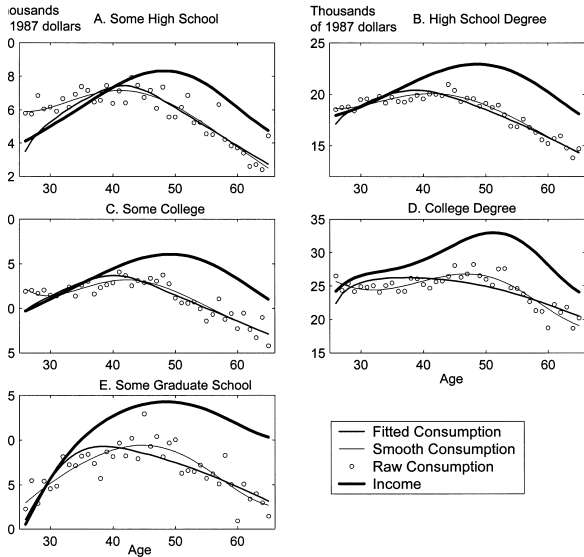 ousands
1987 dollars
A. Some High School
Thousands
of 1987 dollars
B. High School Degree
0
8
6
4
2
30 40 50 60
25
20
15
30 40 50 60
C. Some College
0
5
0
5
30 40 50 60
D. College Degree
35
30
25
20
15
30 40 50 60
Age
E. Some Graduate School
5
0
5
0
30 40 50 60
Age
Fitted Consumption
Smooth Consumption
Raw Consumption
Income